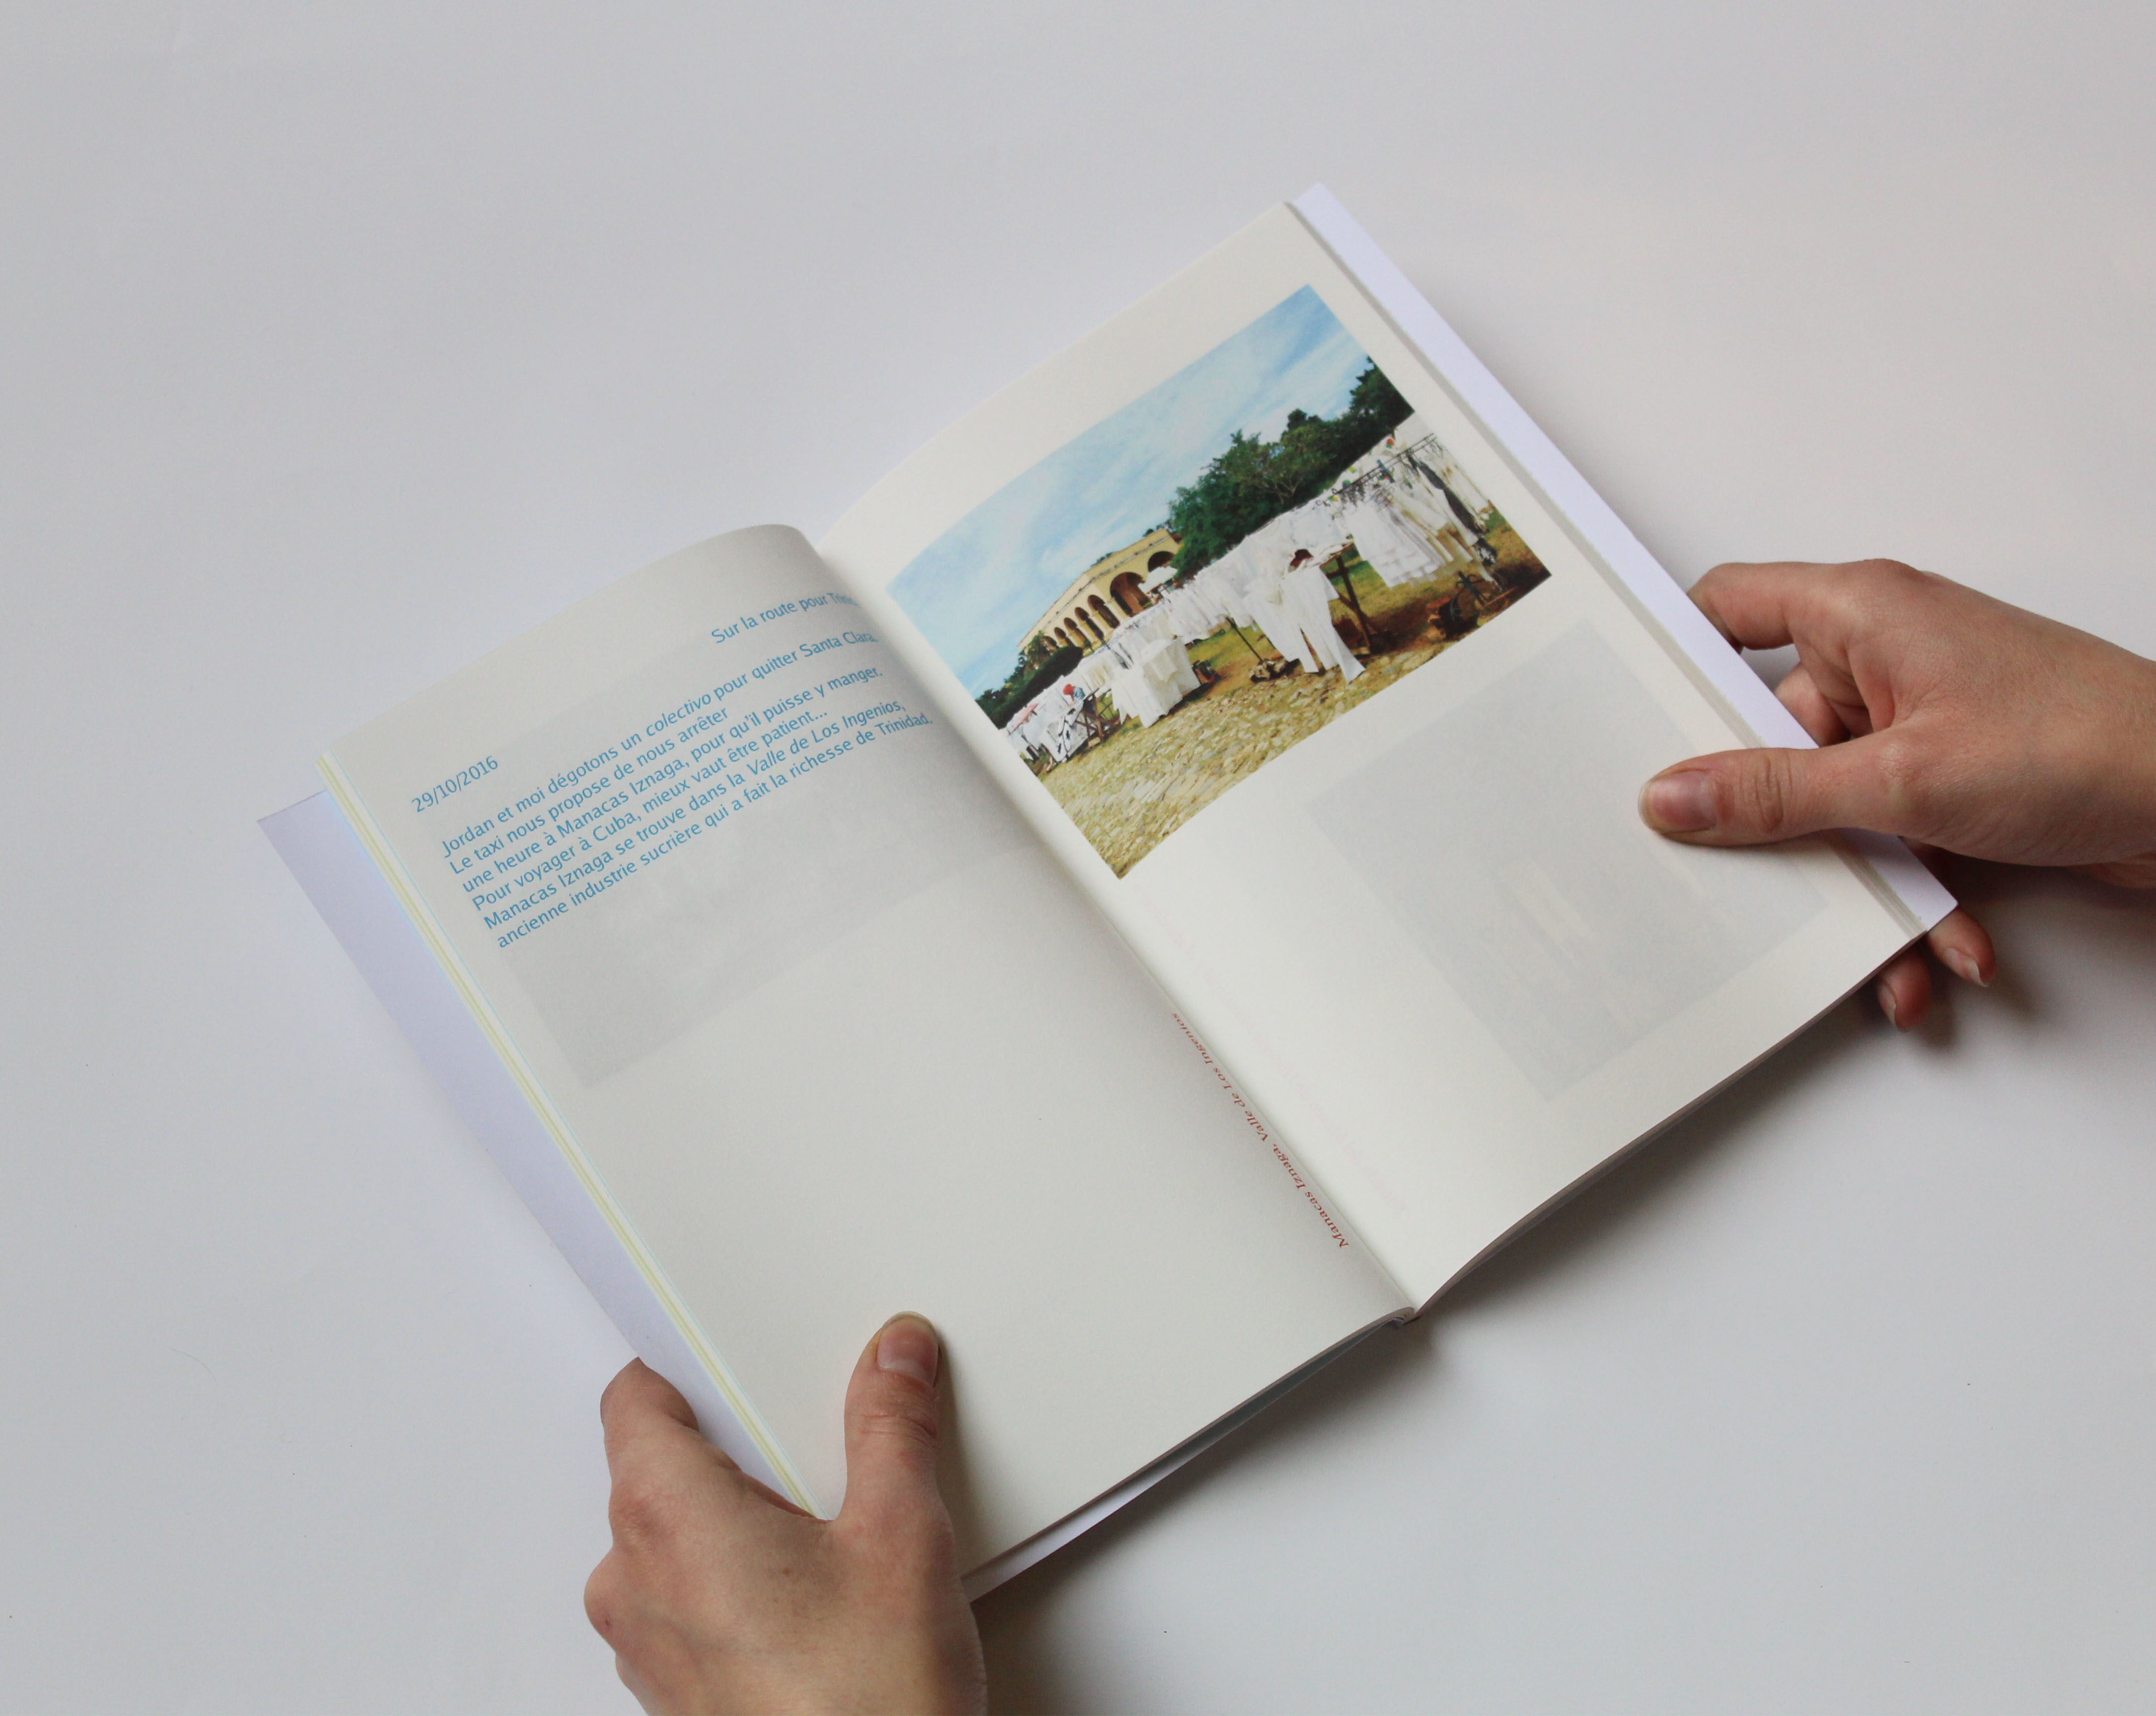 29/10/2016
Sur la route pour
Jordan et moi dégotons un colectivo pour quitter Santa Clara.
Le taxi nous propose de nous arrêter
une heure à Manacas Iznaga, pour qu'il puisse y manger.
Pour voyager à Cuba, mieux vaut être patient...
Manacas Iznaga se trouve dans la Valle de Los Ingenios,
ancienne industrie sucrière qui a fait la richesse de Trinidad.
Manacas Iznaga, Valle de Los Ingenios